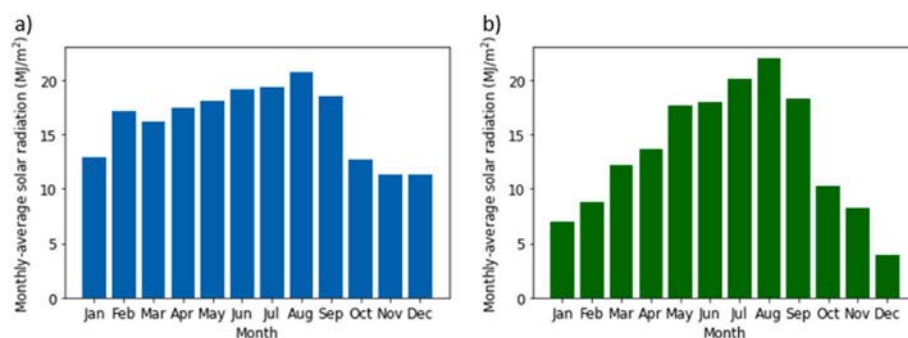 a)
Monthly-average solar radiation (MJ/m²)
20
15
10
5
0
Jan Feb Mar Apr May Jun Jul Aug Sep Oct Nov Dec
Month
b)
Monthly-average solar radiation (MJ/m²)
20
15
10
5
0
Jan Feb Mar Apr May Jun Jul Aug Sep Oct Nov Dec
Month